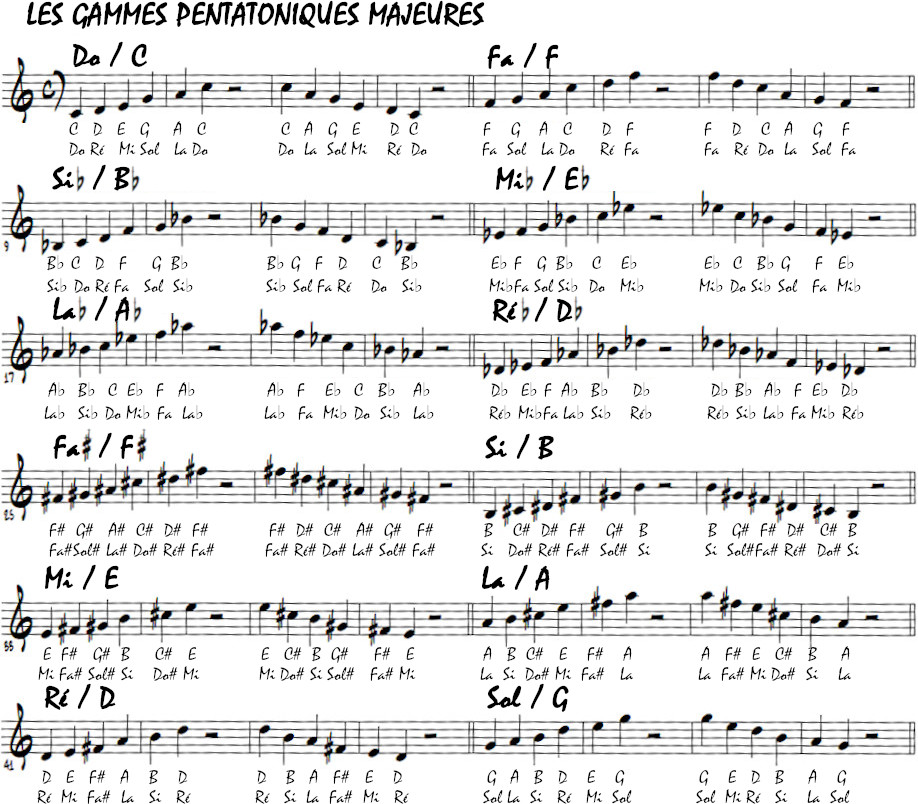 LES GAMMES PENTATONIQUES MAJEURES
Do / C Fa / F
C D E G A C C A G E D C F G A C D F F D C A G F
Do Ré Mi Sol La Do Do La Sol Mi Ré Do Fa Sol La Do Ré Fa Fa Ré Do La Sol Fa
Si♭ / B♭ Mi♭ / E♭
9
B♭ C D F G B♭ B♭ G F D C B♭ E♭ F G B♭ C E♭ E♭ C B♭ G F E♭
Si♭ Do Ré Fa Sol Si♭ Si♭ Sol Fa Ré Do Si♭ Mi♭ Fa Sol Si♭ Do Mi♭ Mi♭ Do Si♭ Sol Fa Mi♭
La♭ / A♭ Ré♭ / D♭
17
A♭ B♭ C E♭ F A♭ A♭ F E♭ C B♭ A♭ D♭ E♭ F A♭ B♭ D♭ D♭ B♭ A♭ F E♭ D♭
La♭ Si♭ Do Mi♭ Fa La♭ La♭ Fa Mi♭ Do Si♭ La♭ Ré♭ Mi♭ Fa La♭ Si♭ Ré♭ Ré♭ Si♭ La♭ Fa Mi♭ Ré♭
Fa# / F# Si / B
25
F# G# A# C# D# F# F# D# C# A# G# F# B C# D# F# G# B B G# F# D# C# B
Fa# Sol# La# Do# Ré# Fa# Fa# Ré# Do# La# Sol# Fa# Si Do# Ré# Fa# Sol# Si Si Sol# Fa# Ré# Do# Si
Mi / E La / A
E F# G# B C# E E C# B G# F# E A B C# E F# A A F# E C# B A
Mi Fa# Sol# Si Do# Mi Mi Do# Si Sol# Fa# Mi La Si Do# Mi Fa# La La Fa# Mi Do# Si La
Ré / D Sol / G
41
D E F# A B D D B A F# E D G A B D E G G E D B A G
Ré Mi Fa# La Si Ré Ré Si La Fa# Mi Ré Sol La Si Ré Mi Sol Sol Mi Ré Si La Sol